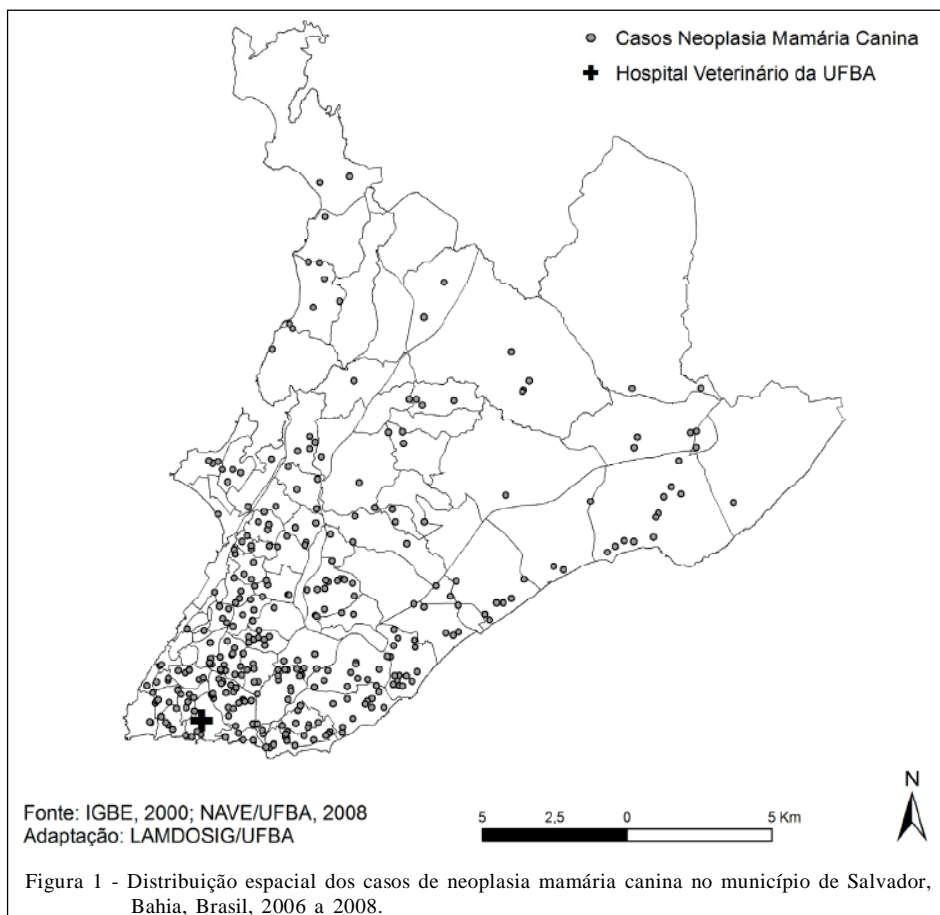 Casos Neoplasia Mamária Canina
Hospital Veterinário da UFBA
N
Fonte: IGBE, 2000; NAVE/UFBA, 2008
Adaptação: LAMDOSIG/UFBA
5 2,5 0 5 Km
Figura 1 - Distribuição espacial dos casos de neoplasia mamária canina no município de Salvador,
Bahia, Brasil, 2006 a 2008.